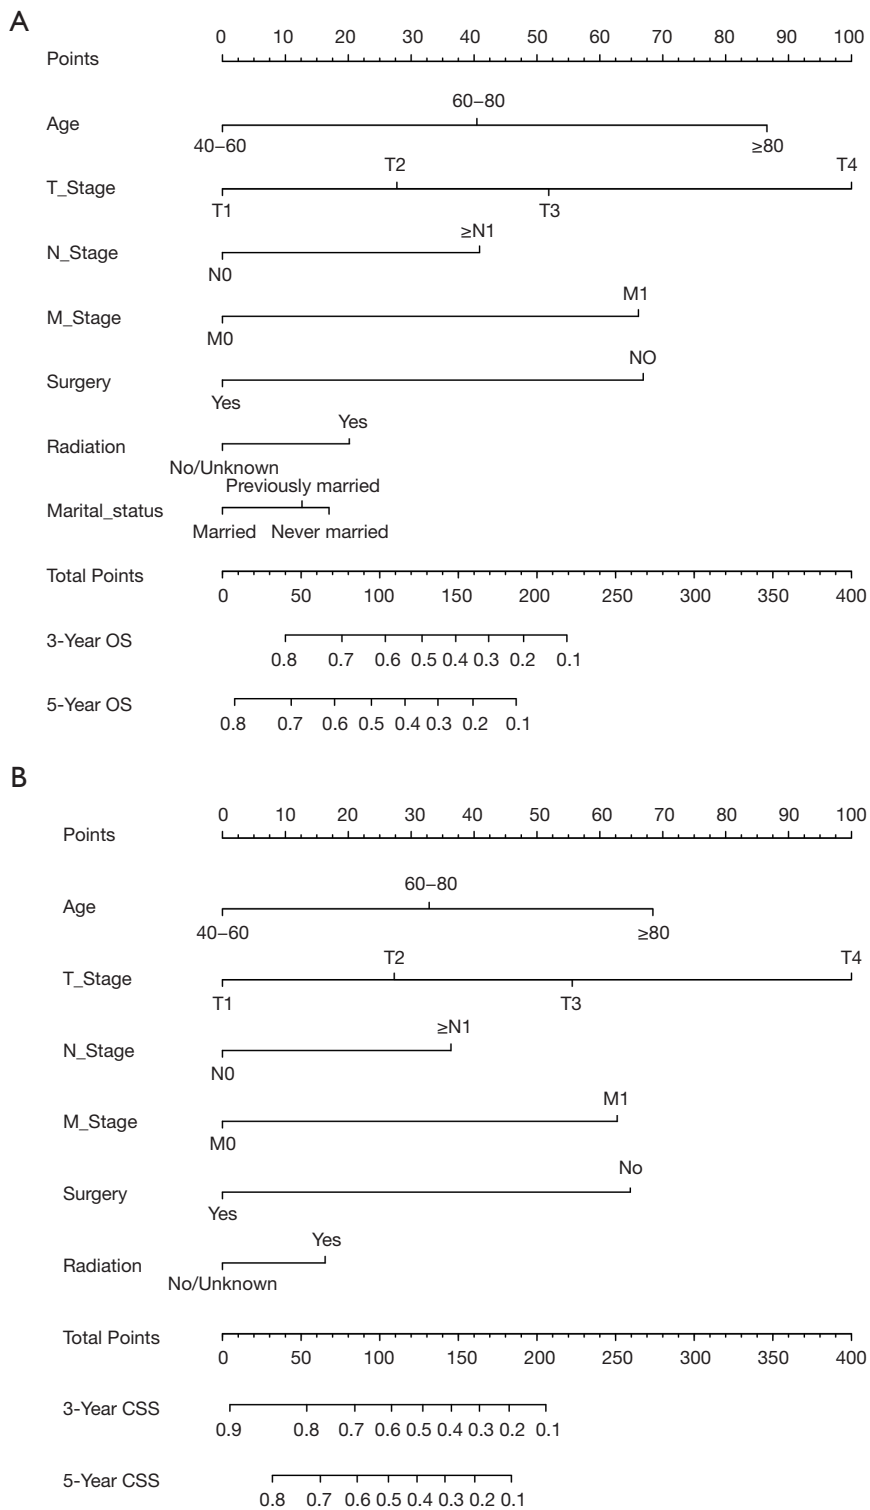 A
0 10 20 30 40 50 60 70 80 90 100
Points
60–80
Age
40–60 ≥80
T2 T4
T_Stage
T1 T3
≥N1
N_Stage
N0
M1
M_Stage
M0
NO
Surgery
Yes
Yes
Radiation
No/Unknown
Previously married
Marital_status
Married Never married
Total Points
0 50 100 150 200 250 300 350 400
3-Year OS
0.8 0.7 0.6 0.5 0.4 0.3 0.2 0.1
5-Year OS
0.8 0.7 0.6 0.5 0.4 0.3 0.2 0.1
B
0 10 20 30 40 50 60 70 80 90 100
Points
60–80
Age
40–60 ≥80
T2 T4
T_Stage
T1 T3
≥N1
N_Stage
N0
M1
M_Stage
M0
No
Surgery
Yes
Yes
Radiation
No/Unknown
Total Points
0 50 100 150 200 250 300 350 400
3-Year CSS
0.9 0.8 0.7 0.6 0.5 0.4 0.3 0.2 0.1
5-Year CSS
0.8 0.7 0.6 0.5 0.4 0.3 0.2 0.1